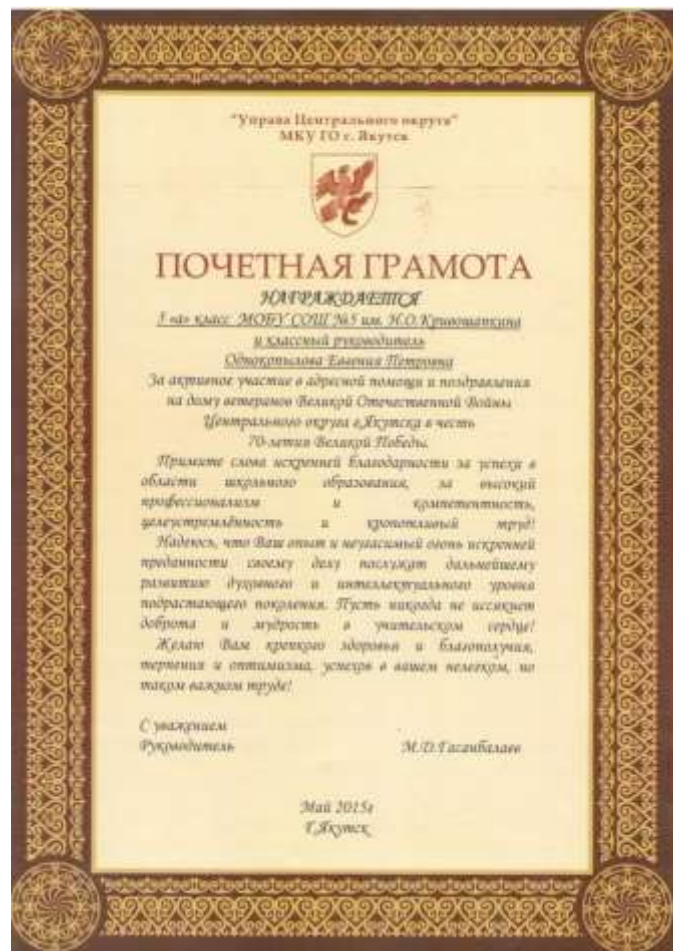 "Управа Центрального округа"
МКУ ГО г. Якутск
ПОЧЕТНАЯ ГРАМОТА
НАГРАЖДАЕТСЯ
«а» класс МОБУ СОШ №5 им. Н.О.Кривошапкина
и классный руководитель
Однокопылова Евгения Петровна
За активное участие в адресной помощи и поздравления
на дому ветеранов Великой Отечественной Войны
Центрального округа г.Якутска в честь
70-летия Великой Победы.
Примите слова искренней благодарности за успехи в
области школьного образования, за высокий
профессионализм и компетентность,
целеустремлённость и кропотливый труд!
Надеюсь, что Ваш опыт и неугасимый огонь искренней
преданности своему делу послужат дальнейшему
развитию духовного и интеллектуального уровня
подрастающего поколения. Пусть никогда не иссякнет
доброта и мудрость в учительском сердце!
Желаю Вам крепкого здоровья и благополучия,
терпения и оптимизма, успехов в вашем нелегком, но
таком важном труде!
С уважением
Руководитель М.D.Гасанбалаев
Май 2015г
Г.Якутск